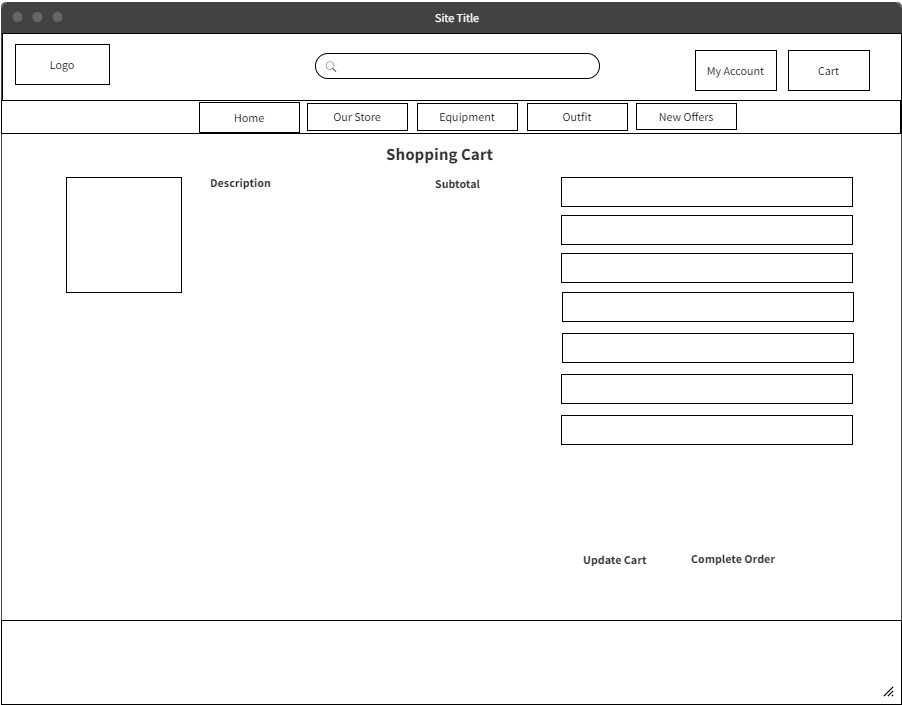 Site Title
Logo
My Account
Cart
Home
Our Store
Equipment
Outfit
New Offers
Shopping Cart
Description
Subtotal
Update Cart
Complete Order